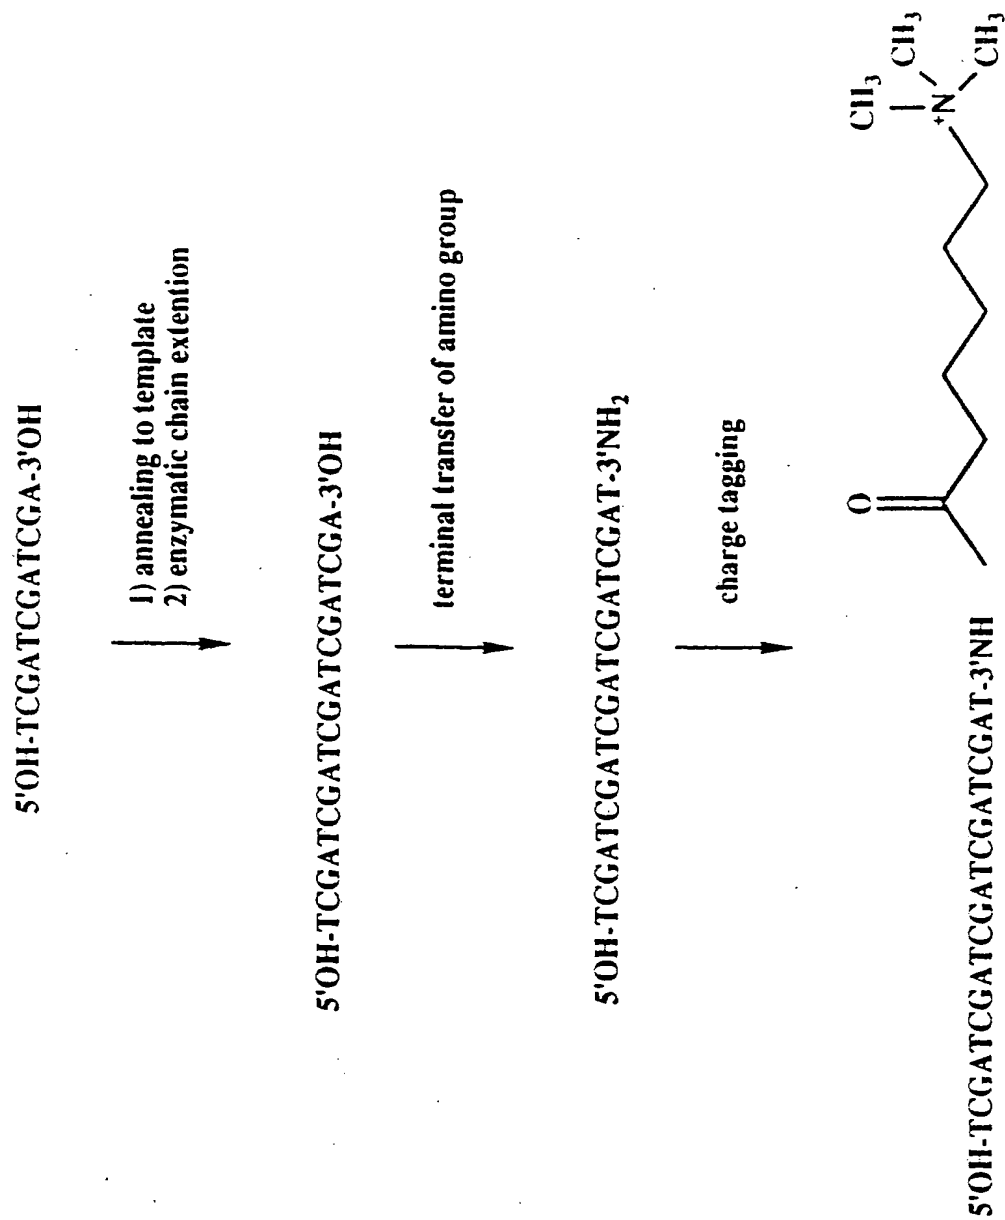 5'OH-TCGATCGATCGA-3'OH
1) annealing to template
2) enzymatic chain extention
5'OH-TCGATCGATCGATCGATCGA-3'OH
terminal transfer of amino group
5'OH-TCGATCGATCGATCGATCGAT-3'NH₂
charge tagging
5'OH-TCGATCGATCGATCGATCGAT-3'NH
O
CH₃
⁺N
CH₃
CH₃